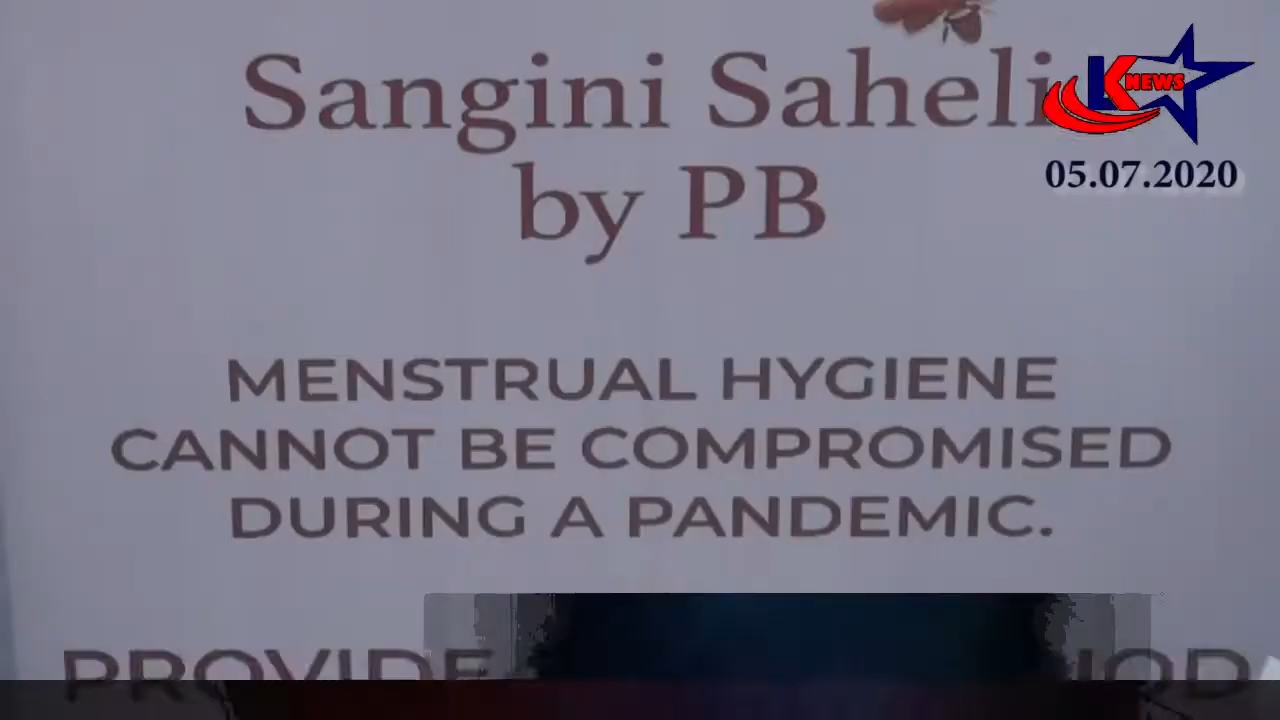 Sangini Saheli
by PB
K NEWS
05.07.2020
MENSTRUAL HYGIENE
CANNOT BE COMPROMISED
DURING A PANDEMIC.
PROVIDE